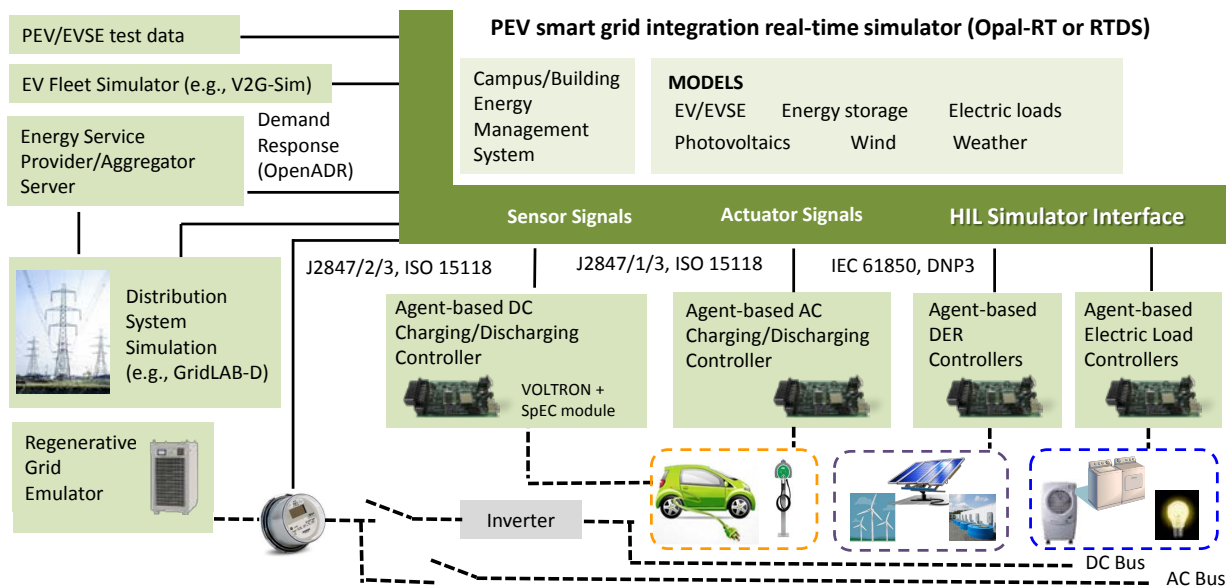 PEV smart grid integration real-time simulator (Opal-RT or RTDS)
PEV/EVSE test data
EV Fleet Simulator (e.g., V2G-Sim)
Energy Service
Provider/Aggregator
Server
Demand
Response
(OpenADR)
Campus/Building
Energy
Management
System
MODELS
EV/EVSE Energy storage Electric loads
Photovoltaics Wind Weather
Sensor Signals
Actuator Signals
HIL Simulator Interface
J2847/2/3, ISO 15118
J2847/1/3, ISO 15118
IEC 61850, DNP3
Distribution
System
Simulation
(e.g., GridLAB-D)
Agent-based DC
Charging/Discharging
Controller
VOLTRON +
SpEC module
Agent-based AC
Charging/Discharging
Controller
Agent-based
DER
Controllers
Agent-based
Electric Load
Controllers
Regenerative
Grid
Emulator
Inverter
DC Bus
AC Bus